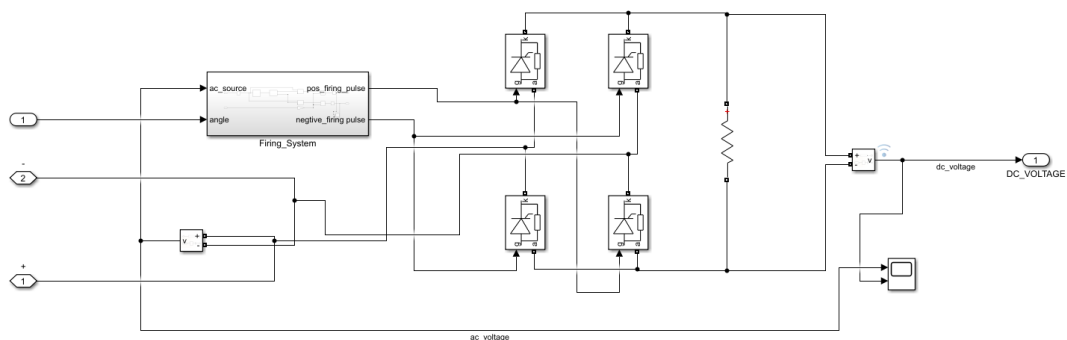 k
k
g
a
g
a
ac_source
pos_firing_pulse
1
angle
negtive_firing pulse
Firing_System
+
-
2
+
-
v
dc_voltage
1
DC_VOLTAGE
k
k
g
a
g
a
v
+
-
+
1
ac_voltage